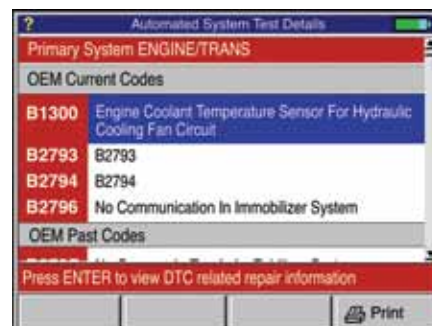 ?
Automated System Test Details
Primary System ENGINE/TRANS
OEM Current Codes
B1300 Engine Coolant Temperature Sensor For Hydraulic
Cooling Fan Circuit
B2793 B2793
B2794 B2794
B2796 No Communication In Immobilizer System
OEM Past Codes
Press ENTER to view DTC related repair information
Print